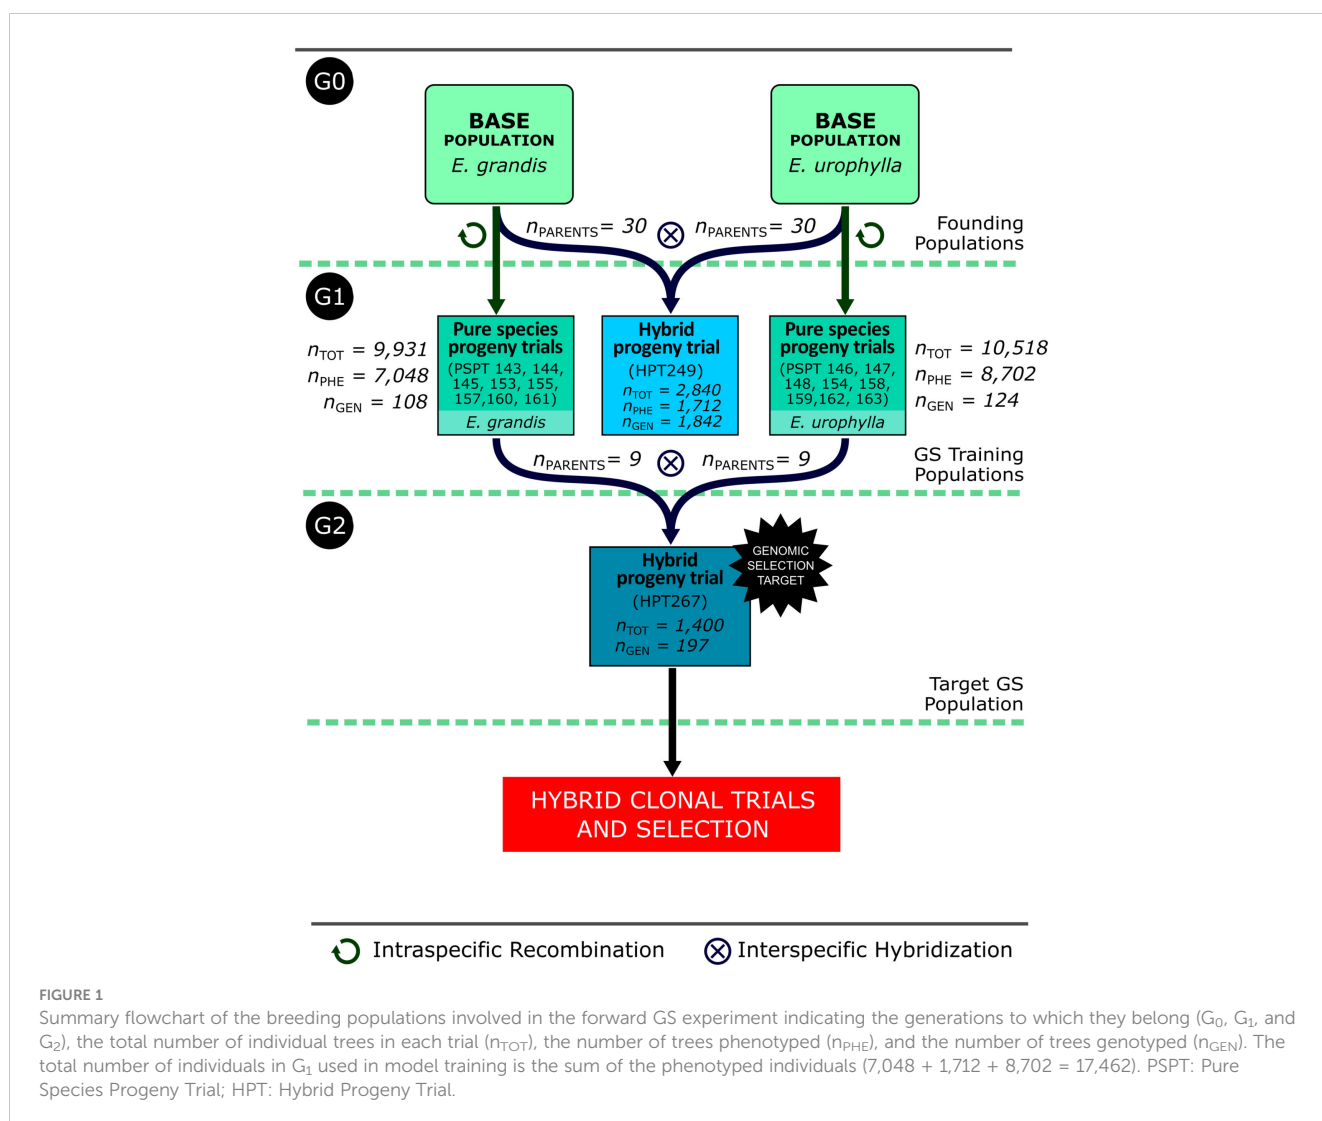 G0
BASE
POPULATION
E. grandis
BASE
POPULATION
E. urophylla
nPARENTS= 30
nPARENTS= 30
Founding
Populations
G1
nTOT = 9,931
nPHE = 7,048
nGEN = 108
Pure species
progeny trials
(PSPT 143, 144,
145, 153, 155,
157,160, 161)
E. grandis
Hybrid
progeny trial
(HPT249)
nTOT = 2,840
nPHE = 1,712
nGEN = 1,842
Pure species
progeny trials
(PSPT 146, 147,
148, 154, 158,
159,162, 163)
E. urophylla
nTOT = 10,518
nPHE = 8,702
nGEN = 124
nPARENTS= 9
nPARENTS= 9
GS Training
Populations
G2
Hybrid
progeny trial
(HPT267)
nTOT = 1,400
nGEN = 197
GENOMIC
SELECTION
TARGET
Target GS
Population
HYBRID CLONAL TRIALS
AND SELECTION
Intraspecific Recombination
Interspecific Hybridization
FIGURE 1
Summary flowchart of the breeding populations involved in the forward GS experiment indicating the generations to which they belong (G0, G1, and
G2), the total number of individual trees in each trial (nTOT), the number of trees phenotyped (nPHE), and the number of trees genotyped (nGEN). The
total number of individuals in G1 used in model training is the sum of the phenotyped individuals (7,048 + 1,712 + 8,702 = 17,462). PSPT: Pure
Species Progeny Trial; HPT: Hybrid Progeny Trial.